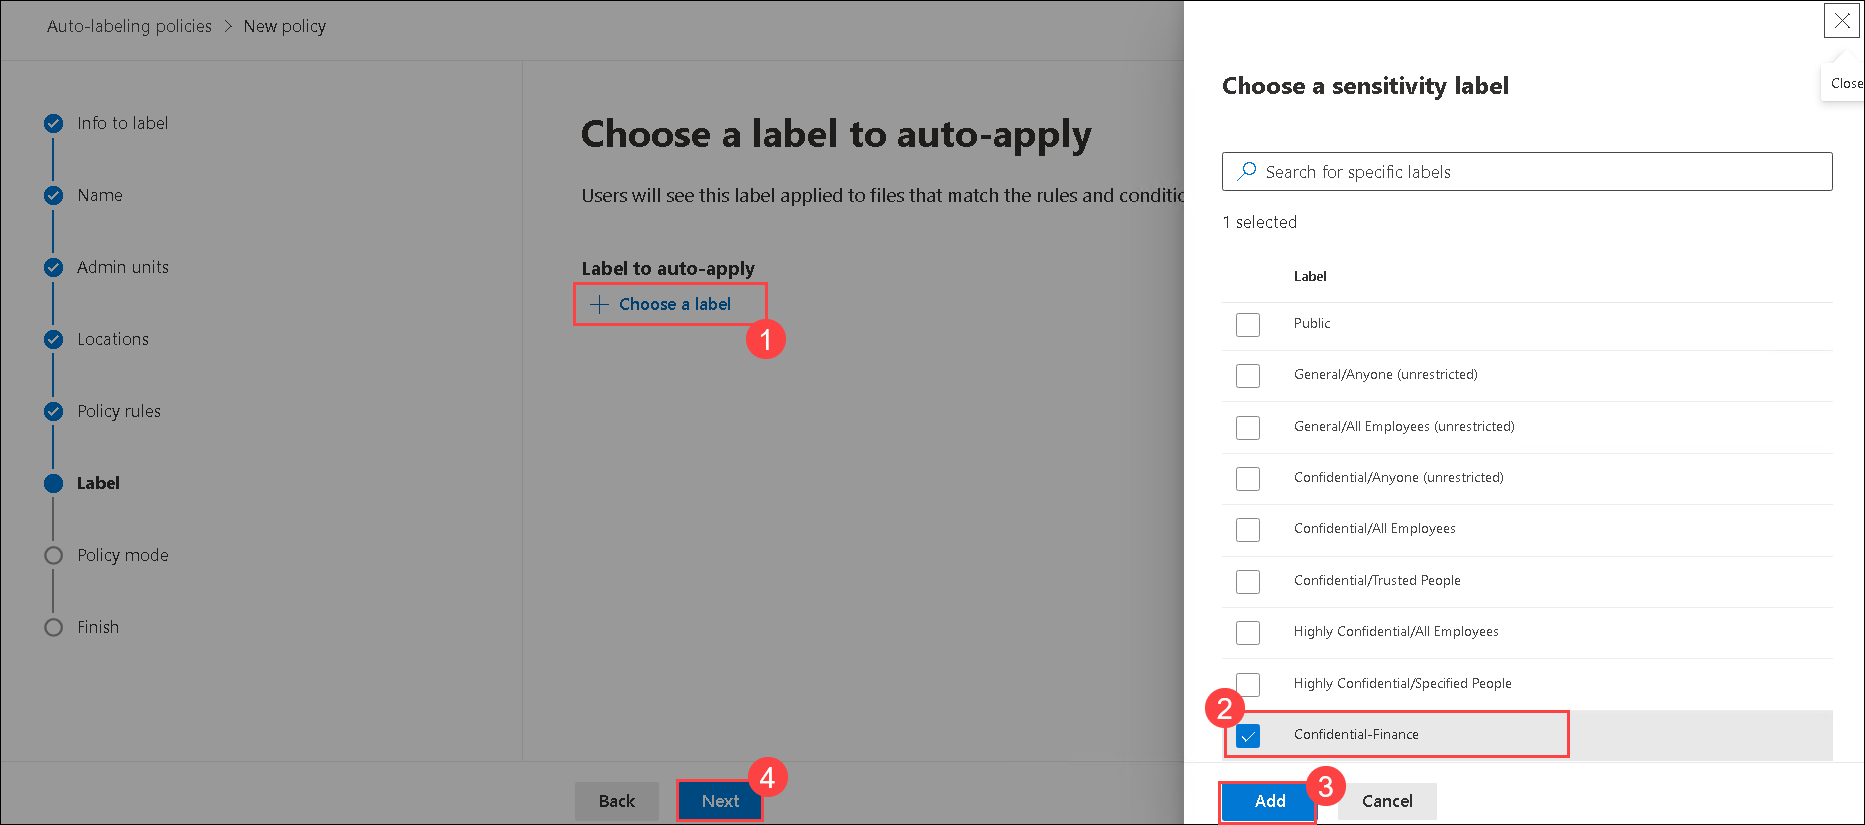 Auto-labeling policies > New policy
Info to label
Name
Admin units
Locations
Policy rules
Label
Policy mode
Finish
Choose a label to auto-apply
Users will see this label applied to files that match the rules and conditio
Label to auto-apply
+ Choose a label
1
Back
Next
4
Close
Choose a sensitivity label
Search for specific labels
1 selected
Label
Public
General/Anyone (unrestricted)
General/All Employees (unrestricted)
Confidential/Anyone (unrestricted)
Confidential/All Employees
Confidential/Trusted People
Highly Confidential/All Employees
Highly Confidential/Specified People
2
Confidential-Finance
Add
3
Cancel